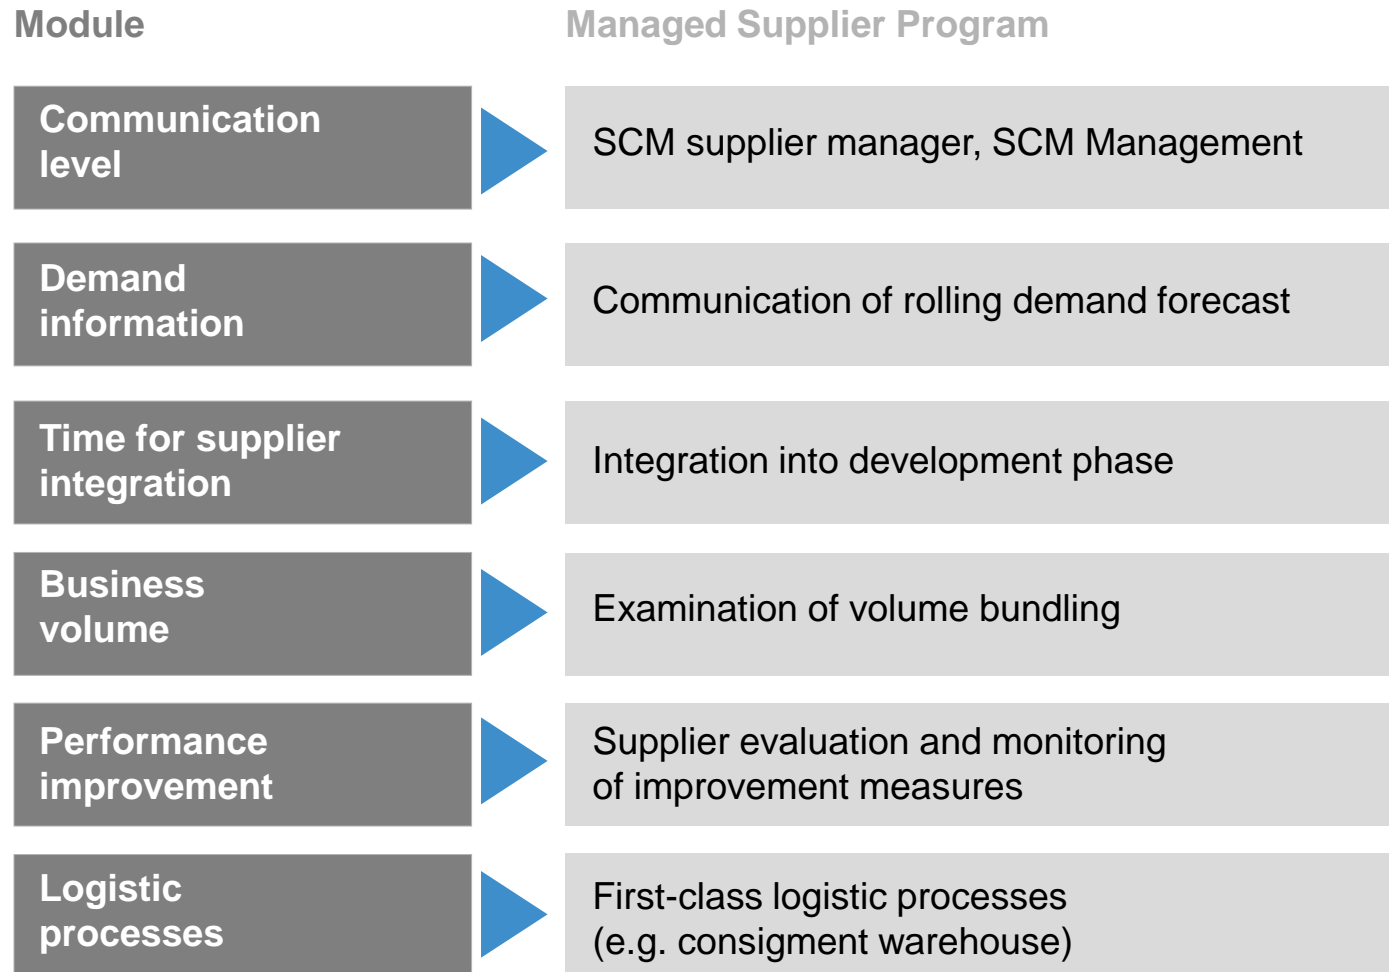 Module
Managed Supplier Program
Communication
level
SCM supplier manager, SCM Management
Demand
information
Communication of rolling demand forecast
Time for supplier
integration
Integration into development phase
Business
volume
Examination of volume bundling
Performance
improvement
Supplier evaluation and monitoring
of improvement measures
Logistic
processes
First-class logistic processes
(e.g. consigment warehouse)